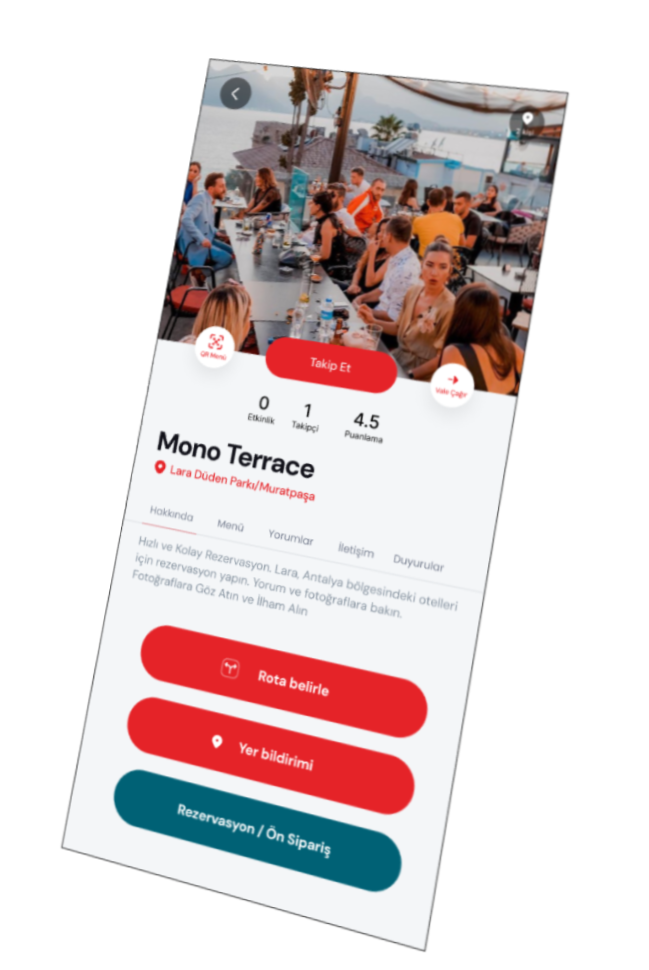 QR Menü
Takip Et
Vale Çağır
0
Etkinlik
1
Takipçi
4.5
Puanlama
Mono Terrace
Lara Düden Parkı/Muratpaşa
Hakkında
Menü
Yorumlar
İletişim
Duyurular
Hızlı ve Kolay Rezervasyon. Lara, Antalya bölgesindeki otelleri
için rezervasyon yapın. Yorum ve fotoğraflara bakın.
Fotoğraflara Göz Atın ve İlham Alın
Rota belirle
Yer bildirimi
Rezervasyon / Ön Sipariş